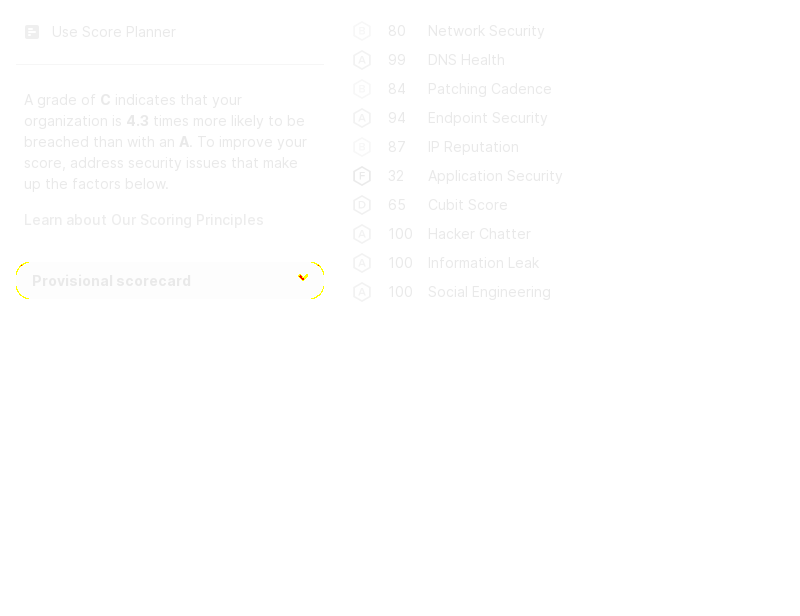 Use Score Planner
A grade of C indicates that your
organization is 4.3 times more likely to be
breached than with an A. To improve your
score, address security issues that make
up the factors below.
Learn about Our Scoring Principles
Provisional scorecard
B 80 Network Security
A 99 DNS Health
B 84 Patching Cadence
A 94 Endpoint Security
B 87 IP Reputation
F 32 Application Security
D 65 Cubit Score
A 100 Hacker Chatter
A 100 Information Leak
A 100 Social Engineering